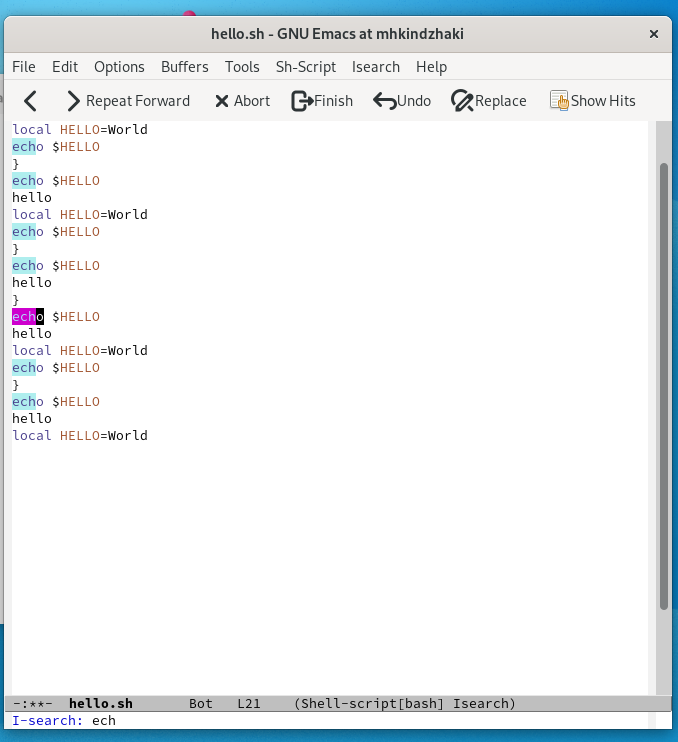 hello.sh - GNU Emacs at mhkindzhaki
File Edit Options Buffers Tools Sh-Script Isearch Help
Repeat Forward Abort Finish Undo Replace Show Hits
local HELLO=World
echo $HELLO
}
echo $HELLO
hello
local HELLO=World
echo $HELLO
}
echo $HELLO
hello
}
echo $HELLO
hello
local HELLO=World
echo $HELLO
}
echo $HELLO
hello
local HELLO=World
-:**- hello.sh Bot L21 (Shell-script[bash] Isearch)
I-search: ech